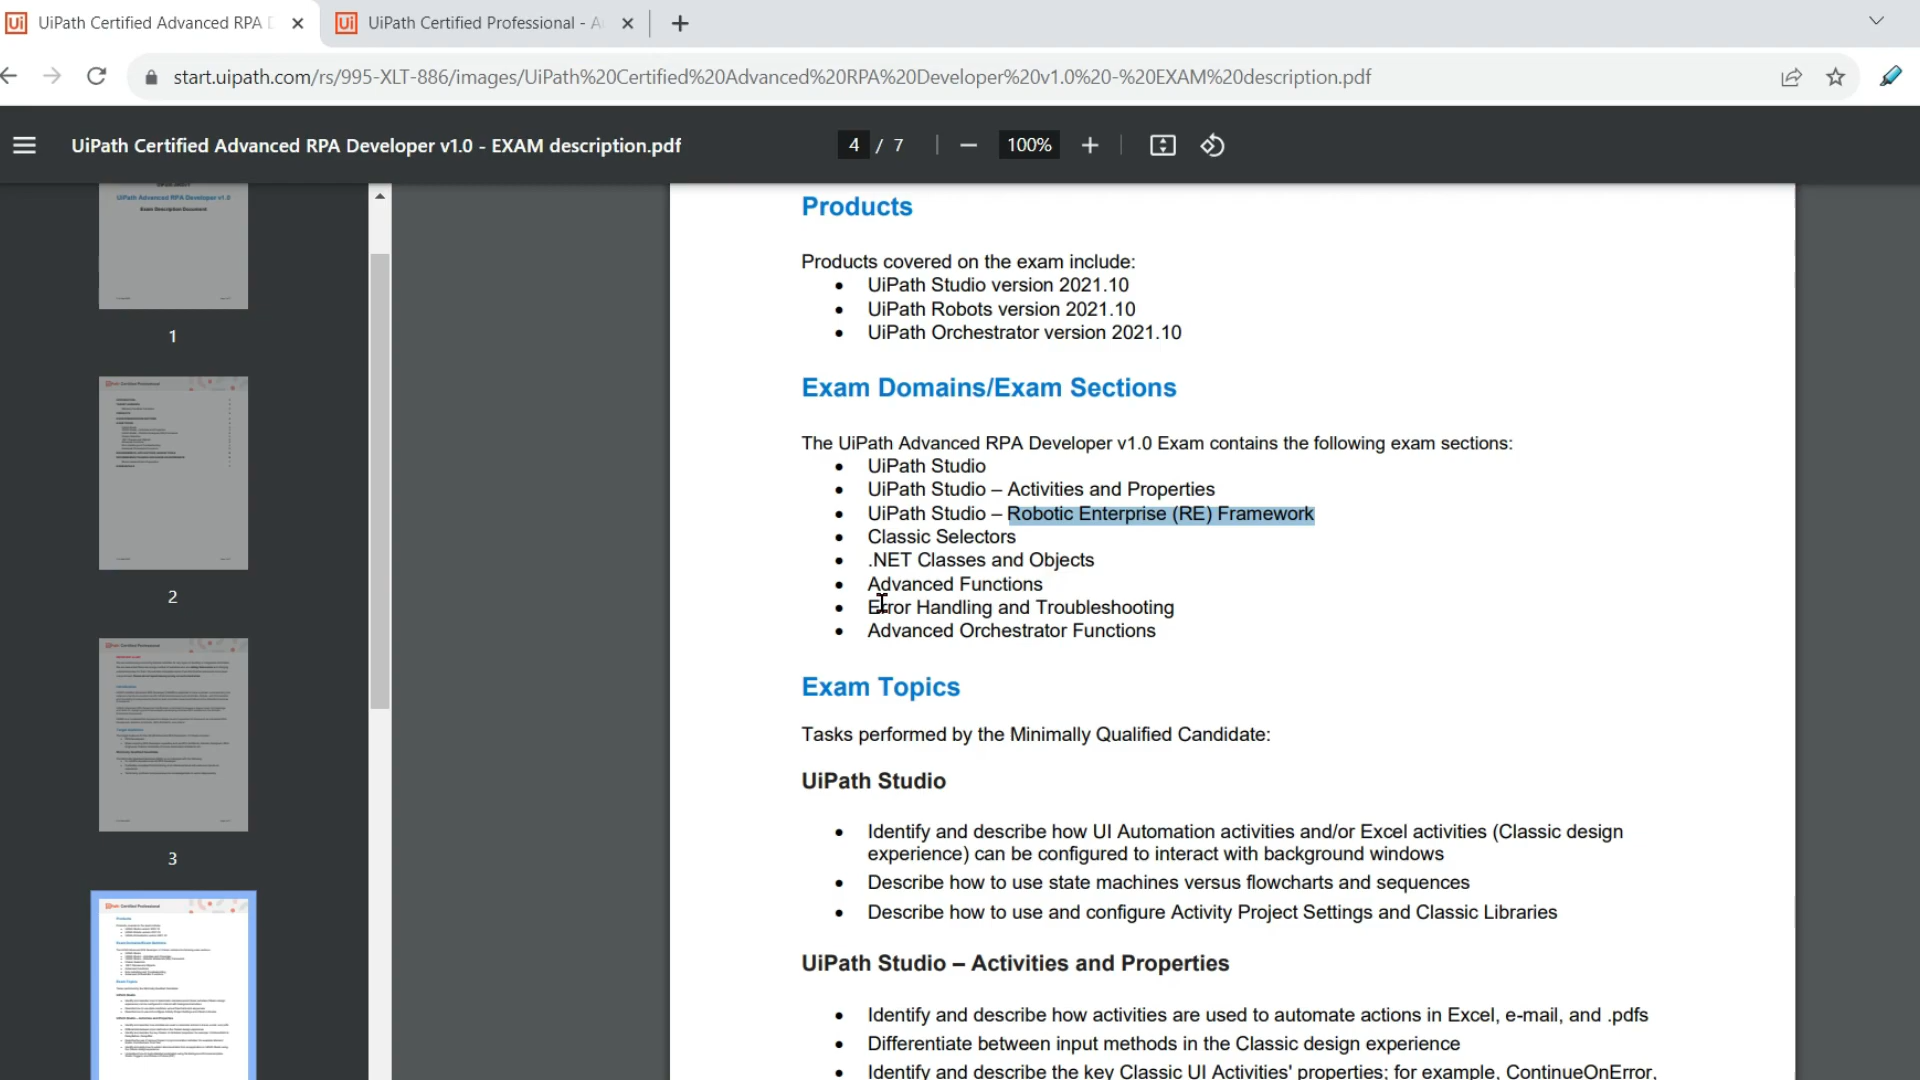 UiPath Certified Advanced RPA D
UiPath Certified Professional - A
start.uipath.com/rs/995-XLT-886/images/UiPath%20Certified%20Advanced%20RPA%20Developer%20v1.0%20-%20EXAM%20description.pdf
UiPath Certified Advanced RPA Developer v1.0 - EXAM description.pdf
4 / 7
100%
UiPath Advanced RPA Developer v1.0
Exam Description Document
1
2
3
Products
Products covered on the exam include:
• UiPath Studio version 2021.10
• UiPath Robots version 2021.10
• UiPath Orchestrator version 2021.10
Exam Domains/Exam Sections
The UiPath Advanced RPA Developer v1.0 Exam contains the following exam sections:
• UiPath Studio
• UiPath Studio – Activities and Properties
• UiPath Studio – Robotic Enterprise (RE) Framework
• Classic Selectors
• .NET Classes and Objects
• Advanced Functions
• Error Handling and Troubleshooting
• Advanced Orchestrator Functions
Exam Topics
Tasks performed by the Minimally Qualified Candidate:
UiPath Studio
• Identify and describe how UI Automation activities and/or Excel activities (Classic design
experience) can be configured to interact with background windows
• Describe how to use state machines versus flowcharts and sequences
• Describe how to use and configure Activity Project Settings and Classic Libraries
UiPath Studio – Activities and Properties
• Identify and describe how activities are used to automate actions in Excel, e-mail, and .pdfs
• Differentiate between input methods in the Classic design experience
• Identify and describe the key Classic UI Activities' properties; for example, ContinueOnError,